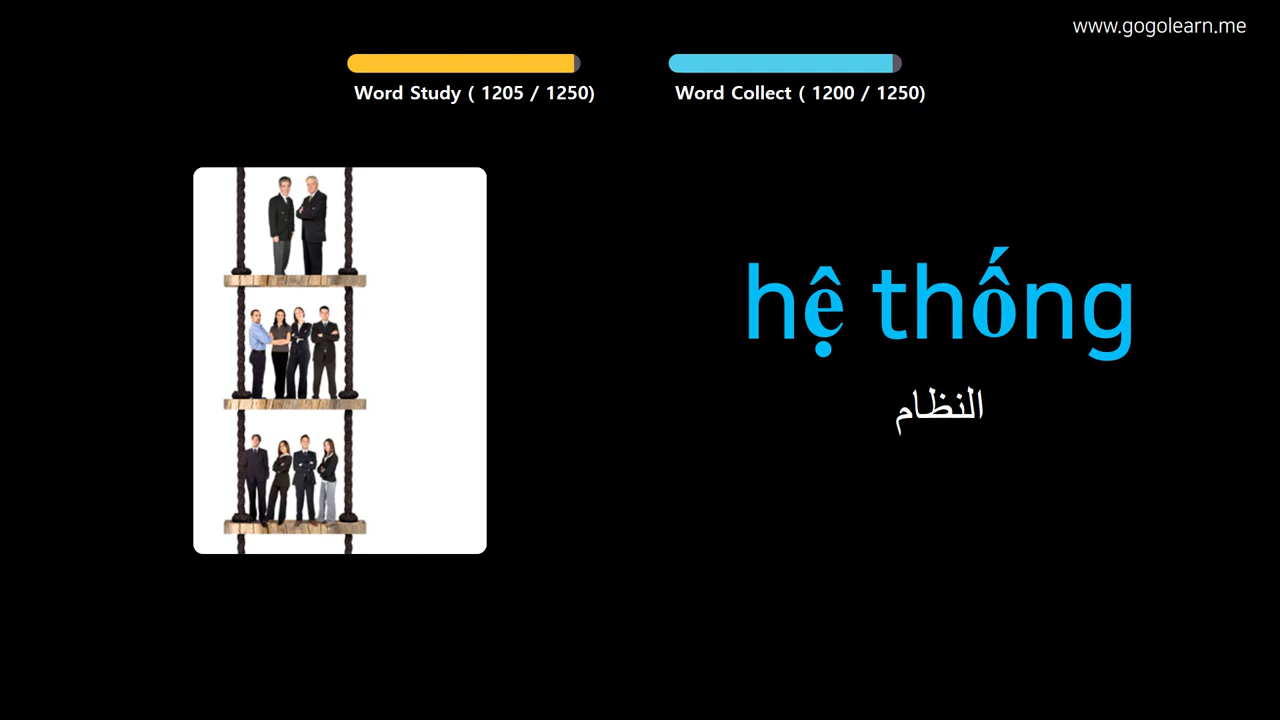 www.gogolearn.me
Word Study ( 1205 / 1250)
Word Collect ( 1200 / 1250)
hệ thống
النظام